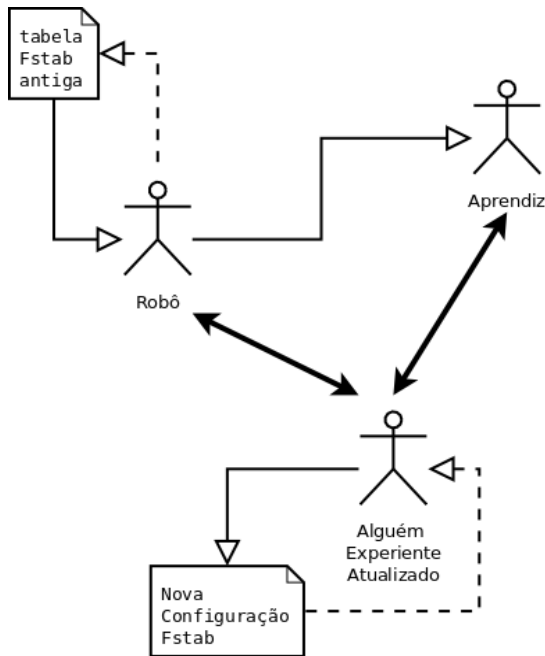 tabela
Fstab
antiga
Aprendiz
Robô
Alguém
Experiente
Atualizado
Nova
Configuração
Fstab